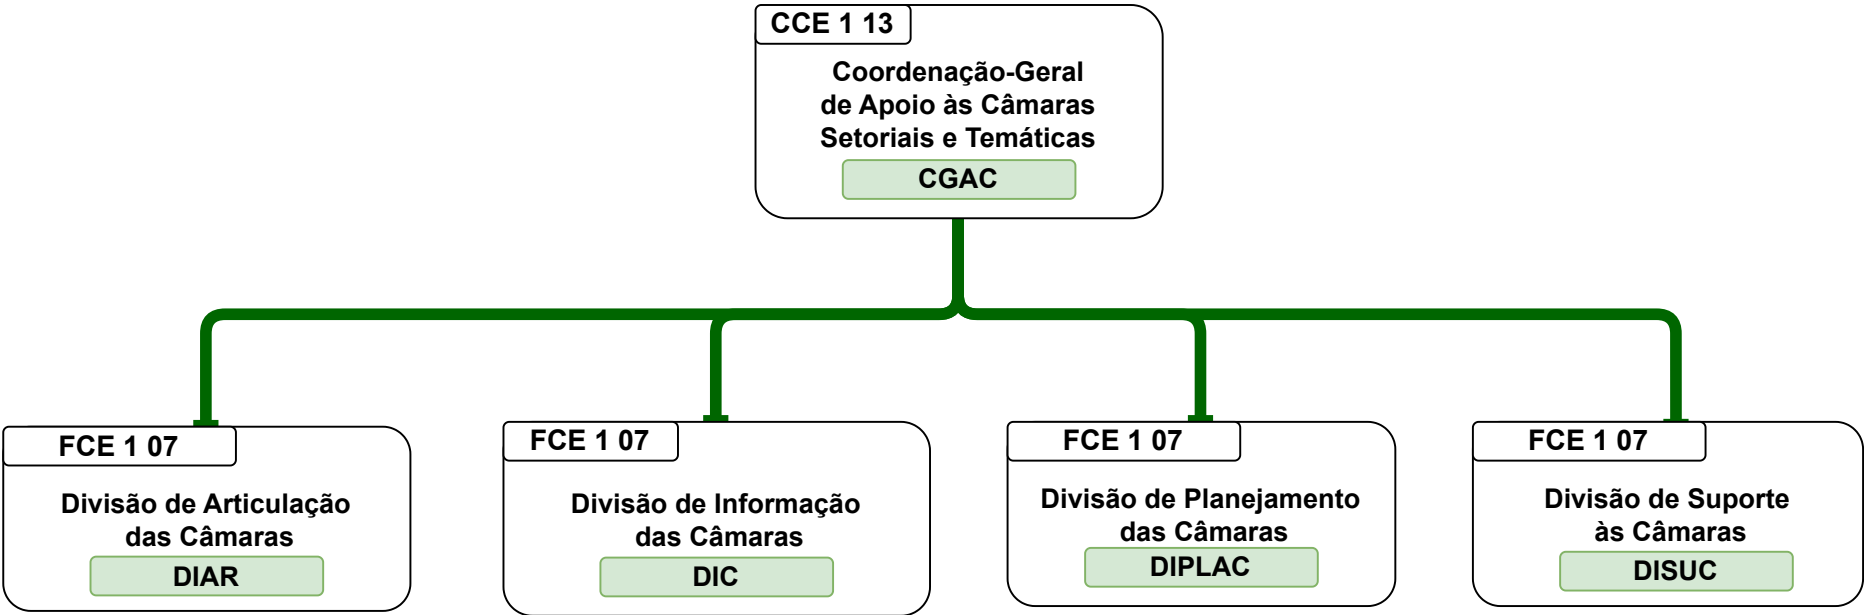 CCE 1 13
Coordenação-Geral
de Apoio às Câmaras
Setoriais e Temáticas
CGAC
FCE 1 07
Divisão de Articulação
das Câmaras
DIAR
FCE 1 07
Divisão de Informação
das Câmaras
DIC
FCE 1 07
Divisão de Planejamento
das Câmaras
DIPLAC
FCE 1 07
Divisão de Suporte
às Câmaras
DISUC